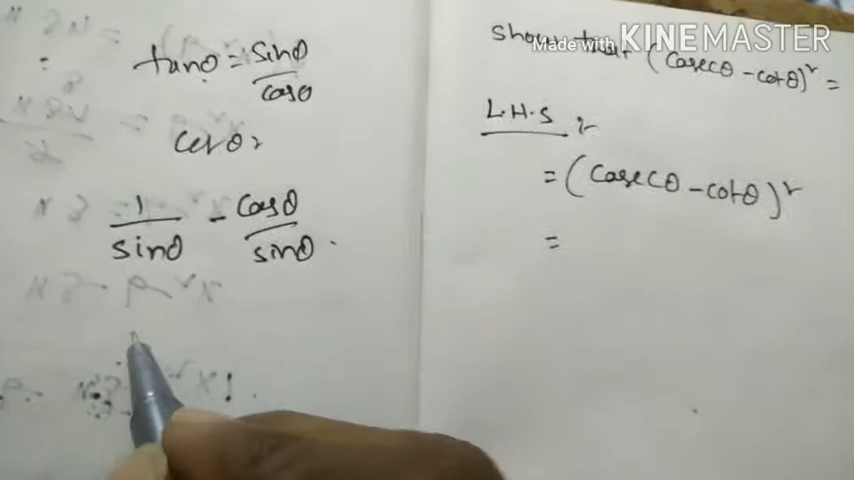 tanθ = sinθ/cosθ
cotθ =
1/sinθ - cosθ/sinθ
Made with KINEMASTER
show that (cosecθ - cotθ)² =
L.H.S :-
= (cosecθ - cotθ)²
=